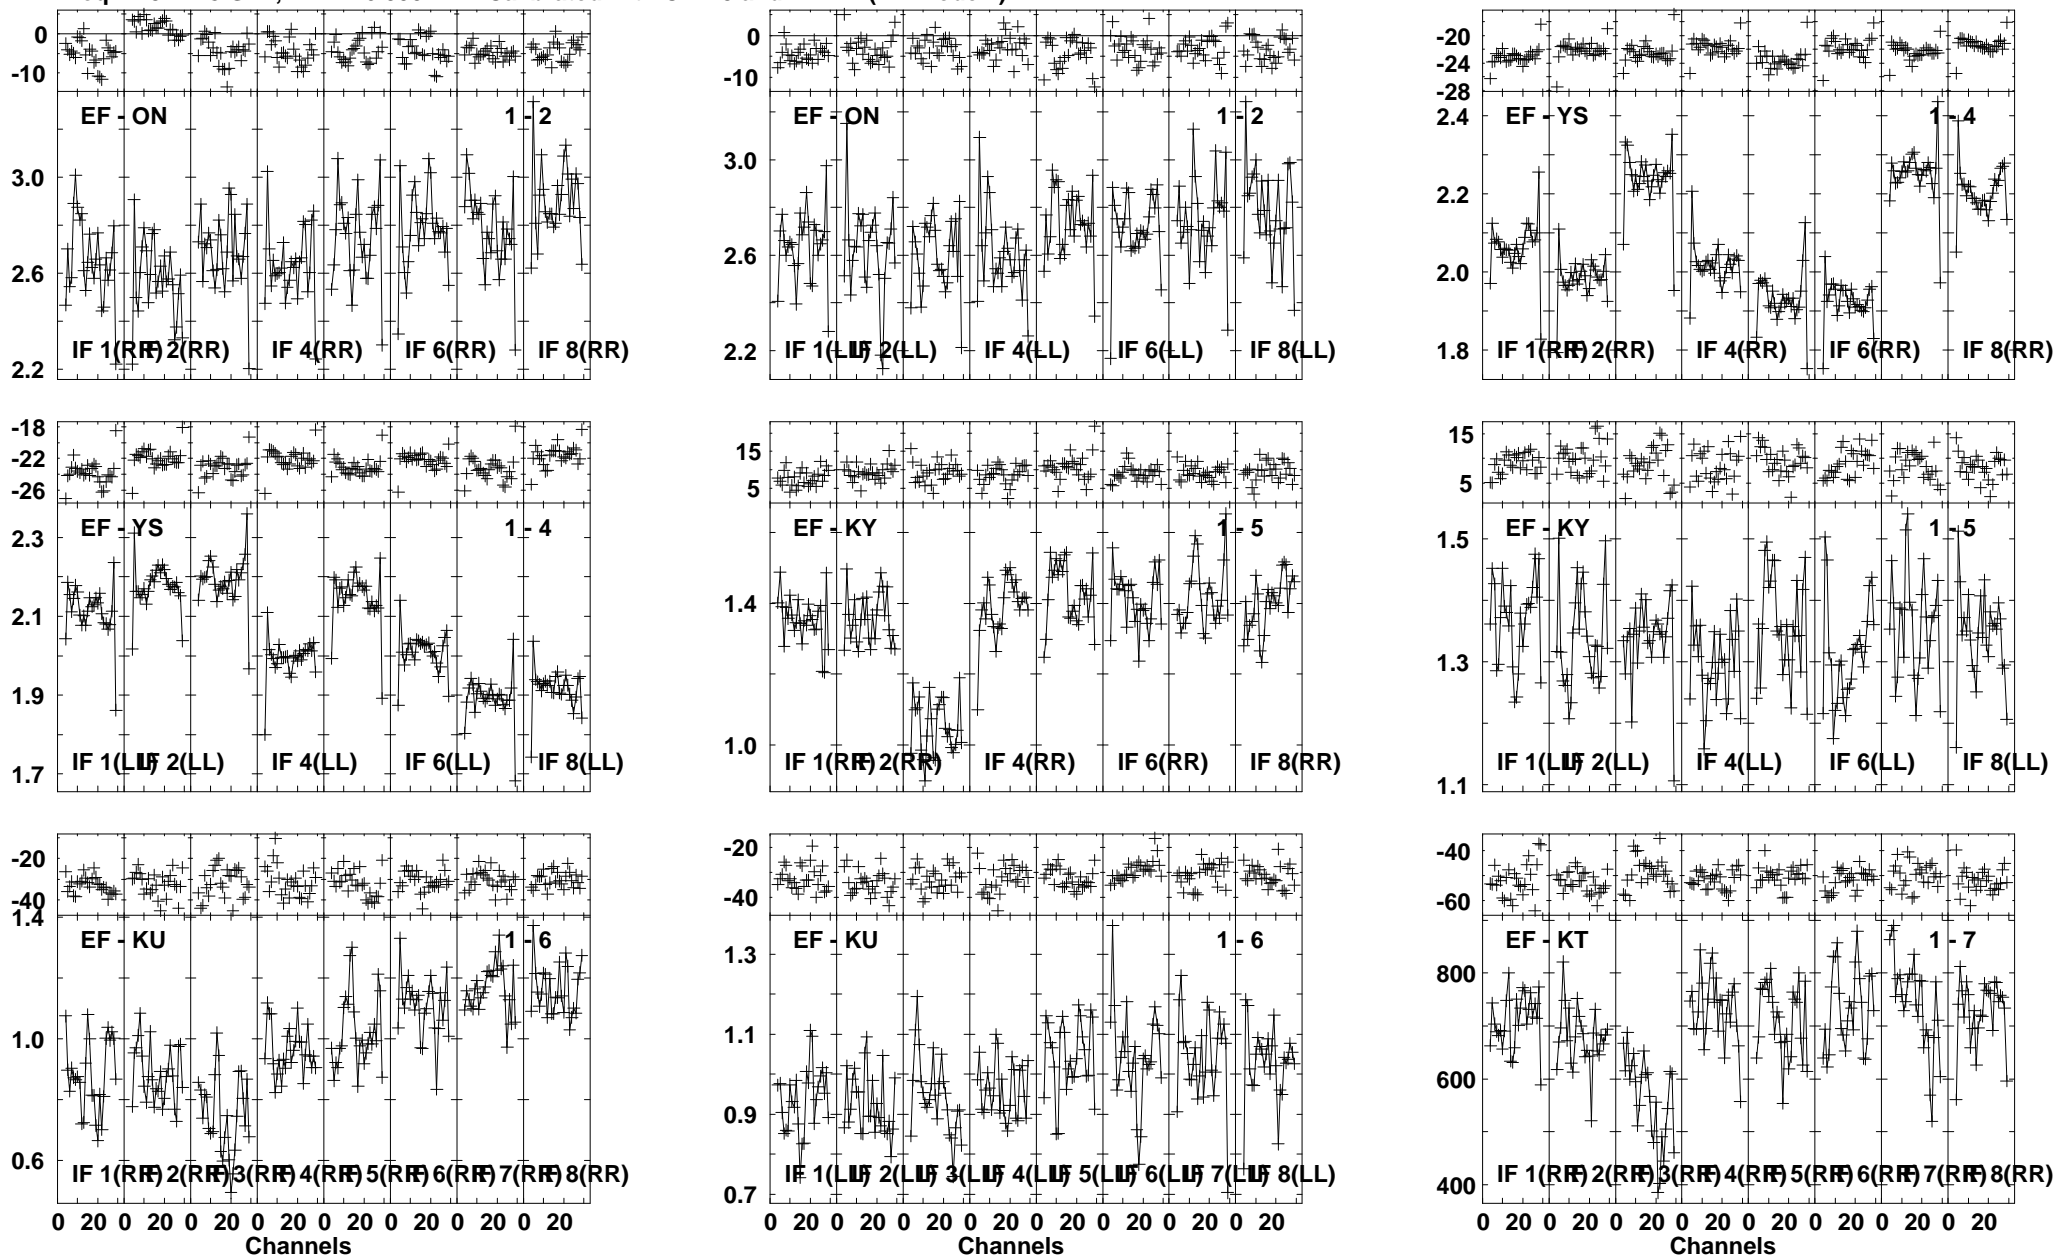 0
-10
EF - ON 1 - 2
3.0
2.6
2.2
IF 1(RR) IF 2(RR) IF 4(RR) IF 6(RR) IF 8(RR)
0
-10
EF - ON 1 - 2
3.0
2.6
2.2
IF 1(LL) IF 2(LL) IF 4(LL) IF 6(LL) IF 8(LL)
-20
-24
-28
2.4
EF - YS 1 - 4
2.2
2.0
1.8
IF 1(RR) IF 2(RR) IF 4(RR) IF 6(RR) IF 8(RR)
-18
-22
-26
EF - YS 1 - 4
2.3
2.1
1.9
1.7
IF 1(LL) IF 2(LL) IF 4(LL) IF 6(LL) IF 8(LL)
15
5
EF - KY 1 - 5
1.4
1.0
IF 1(RR) IF 2(RR) IF 4(RR) IF 6(RR) IF 8(RR)
15
5
EF - KY 1 - 5
1.5
1.3
1.1
IF 1(LL) IF 2(LL) IF 4(LL) IF 6(LL) IF 8(LL)
-20
-40
1.4
EF - KU 1 - 6
1.0
0.6
IF 1(RR) IF 2(RR) IF 3(RR) IF 4(RR) IF 5(RR) IF 6(RR) IF 7(RR) IF 8(RR)
0 20 0 20 0 20 0 20 0 20 0 20 0 20 0 20
Channels
-20
-40
EF - KU 1 - 6
1.3
1.1
0.9
0.7
IF 1(LL) IF 2(LL) IF 3(LL) IF 4(LL) IF 5(LL) IF 6(LL) IF 7(LL) IF 8(LL)
0 20 0 20 0 20 0 20 0 20 0 20 0 20 0 20
Channels
-40
-60
EF - KT 1 - 7
800
600
400
IF 1(RR) IF 2(RR) IF 3(RR) IF 4(RR) IF 5(RR) IF 6(RR) IF 7(RR) IF 8(RR)
0 20 0 20 0 20 0 20 0 20 0 20 0 20 0 20
Channels